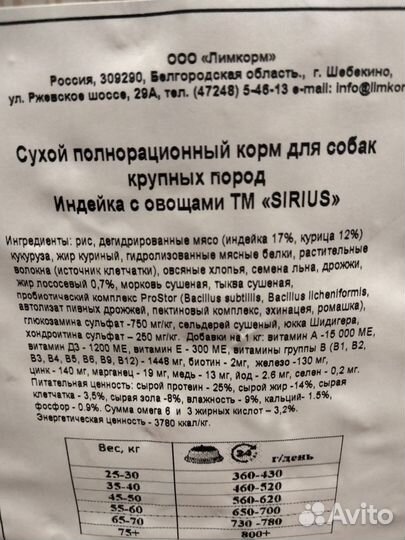 ООО «Лимкорм»
Россия, 309290, Белгородская область., г. Шебекино,
ул. Ржевское шоссе, 29А, тел. (47248) 5-46-13 e-mail: info@limkor
Сухой полнорационный корм для собак
крупных пород
Индейка с овощами ТМ «SIRIUS»
Ингредиенты: рис, дегидрированные мясо (индейка 17%, курица 12%)
кукуруза, жир куриный, гидролизованные мясные белки, растительные
волокна (источник клетчатки), овсяные хлопья, семена льна, дрожжи,
жир лососевый 0,7%, морковь сушеная, тыква сушеная,
пробиотический комплекс ProStor (Bacillus subtillis, Bacillus licheniformis,
автолизат пивных дрожжей, пектиновый комплекс, эхинацея, ромашка),
глюкозамина сульфат -750 мг/кг, сельдерей сушеный, юкка Шидигера,
хондроитина сульфат – 250 мг/кг. Добавки на 1 кг: витамин А -15 000 МЕ,
витамин Д3 - 1200 МЕ, витамин Е - 300 МЕ, витамины группы В (В1, В2,
В3, В4, В5, В6, В9, В12) - 1448 мг, биотин - 2мг, железо -130 мг,
цинк - 140 мг, марганец - 19 мг, медь - 13 мг, йод - 2.6 мг, селен - 0,2 мг.
Питательная ценность: сырой протеин - 25%, сырой жир -14%, сырая
клетчатка - 3,5%, сырая зола -8%, влажность - 9%, кальций- 1.5%,
фосфор -0.9%. Сумма омега 6 и 3 жирных кислот – 3,2%.
Энергетическая ценность - 3780 ккал/кг.
Вес, кг 24 г/день
25-30 360-430
35-40 460-520
45-50 560-620
55-60 650-700
65-70 730 -780
75+ 800+
Avito